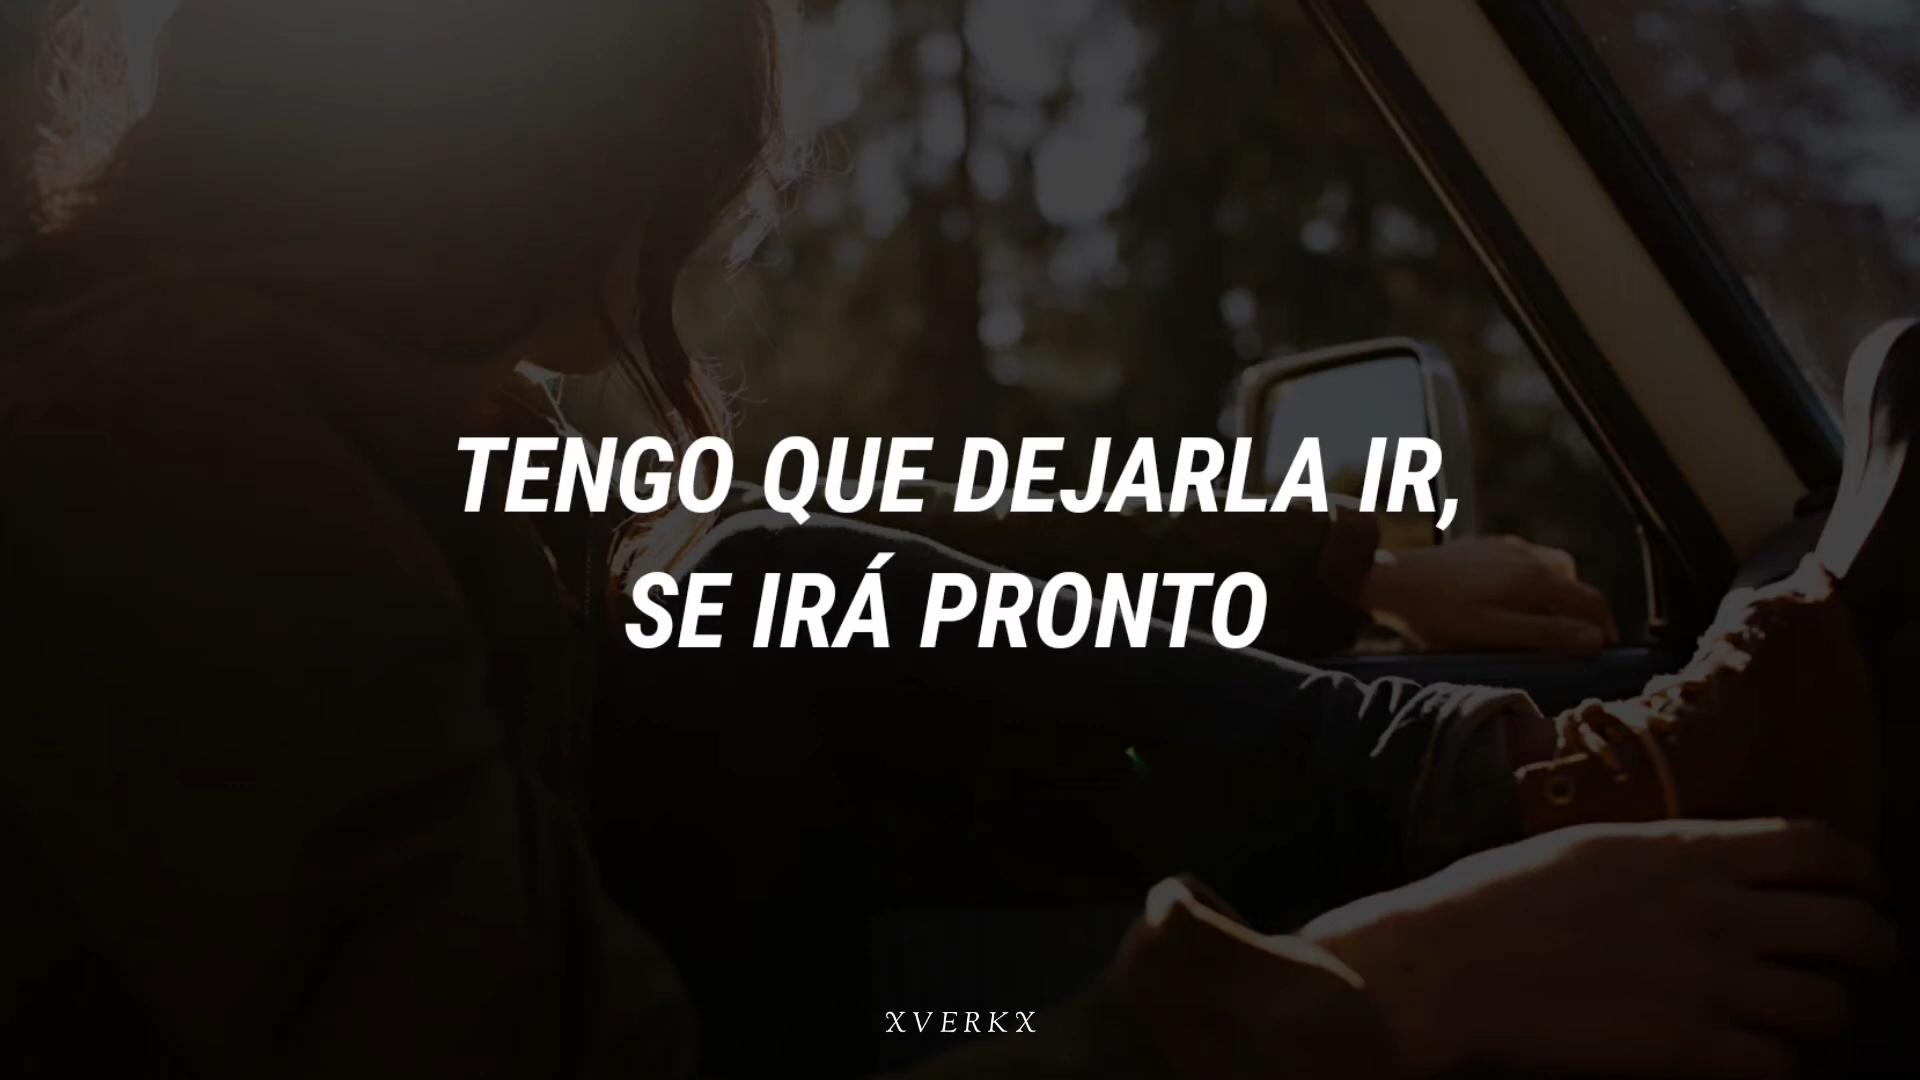 TENGO QUE DEJARLA IR,
SE IRÁ PRONTO
XVERKX